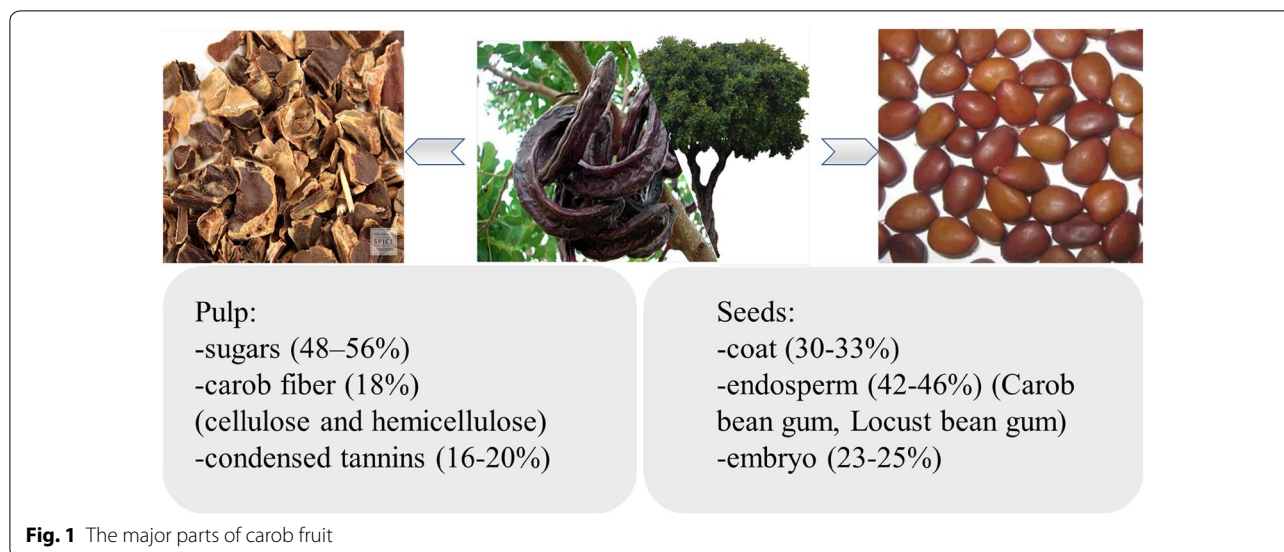 SPICE
Pulp:
-sugars (48–56%)
-carob fiber (18%)
(cellulose and hemicellulose)
-condensed tannins (16-20%)
Seeds:
-coat (30-33%)
-endosperm (42-46%) (Carob
bean gum, Locust bean gum)
-embryo (23-25%)
Fig. 1 The major parts of carob fruit